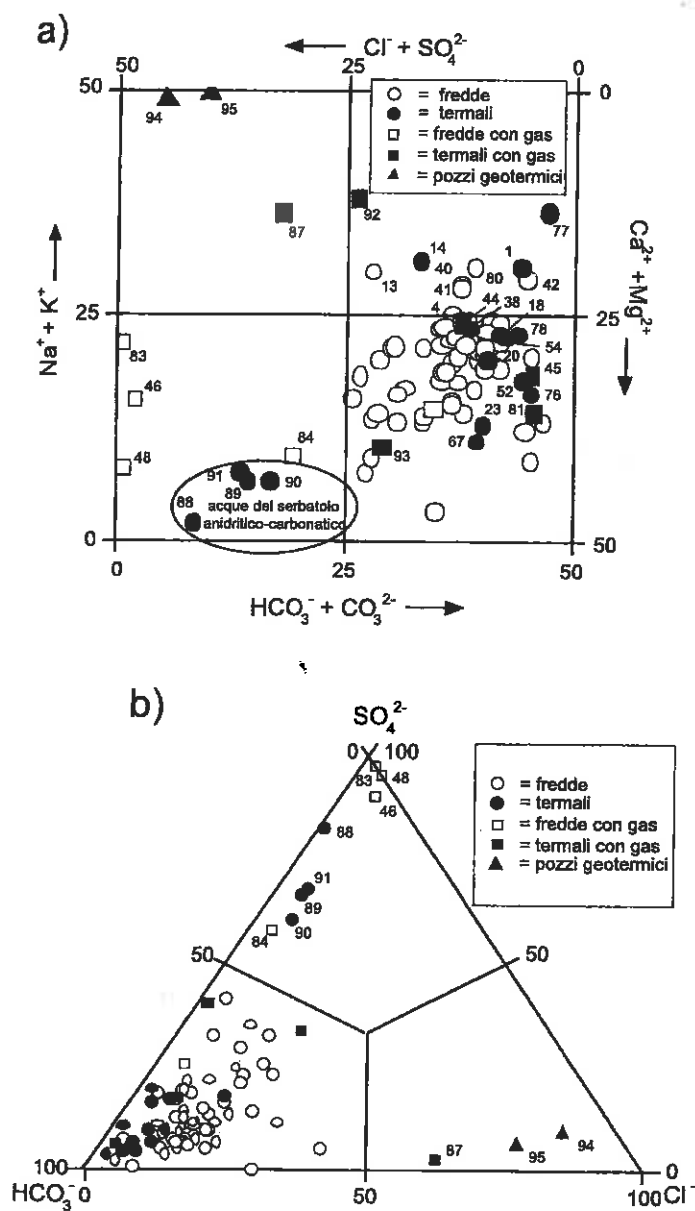 a)
Cl⁻ + SO₄²⁻
50 25 0
50 0
94 95
○ = fredde
● = termali
□ = fredde con gas
■ = termali con gas
▲ = pozzi geotermici
87 92 77
14 1
40 80
13 41 42
4 44 38 18
Na⁺ + K⁺
Ca²⁺ + Mg²⁺
25 25
78
83 54
20 45
46 52 76
23 81
84 67 93
48
91 89 90
88 acque del serbatoio
anidritico-carbonatico
0 50
0 25 50
HCO₃⁻ + CO₃²⁻
b)
SO₄²⁻
0 100
83 48
46
○ = fredde
● = termali
□ = fredde con gas
■ = termali con gas
▲ = pozzi geotermici
88
91
89
84 90
50 50
87 95 94
100 0 50 100 0
HCO₃⁻ Cl⁻